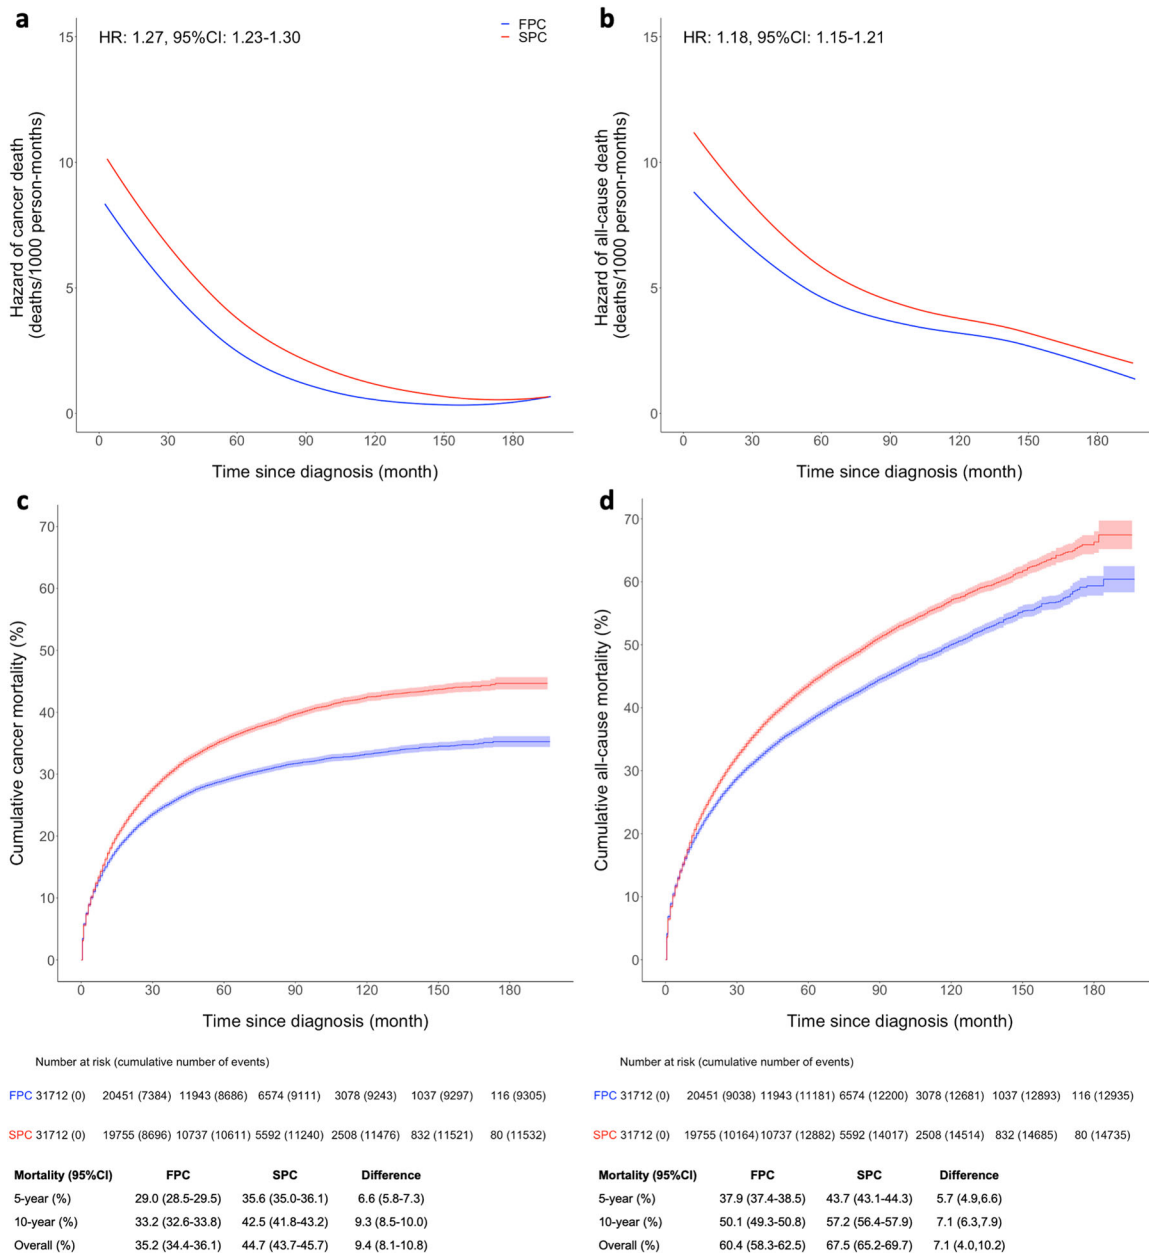 a
HR: 1.27, 95%CI: 1.23-1.30
FPC
SPC
15
10
5
0
Hazard of cancer death
(deaths/1000 person-months)
0 30 60 90 120 150 180
Time since diagnosis (month)
b
HR: 1.18, 95%CI: 1.15-1.21
15
10
5
0
Hazard of all-cause death
(deaths/1000 person-months)
0 30 60 90 120 150 180
Time since diagnosis (month)
c
70
60
50
40
30
20
10
0
Cumulative cancer mortality (%)
0 30 60 90 120 150 180
Time since diagnosis (month)
d
70
60
50
40
30
20
10
0
Cumulative all-cause mortality (%)
0 30 60 90 120 150 180
Time since diagnosis (month)
Number at risk (cumulative number of events)
FPC 31712 (0) 20451 (7384) 11943 (8686) 6574 (9111) 3078 (9243) 1037 (9297) 116 (9305)
SPC 31712 (0) 19755 (8696) 10737 (10611) 5592 (11240) 2508 (11476) 832 (11521) 80 (11532)
Mortality (95%CI) FPC SPC Difference
5-year (%) 29.0 (28.5-29.5) 35.6 (35.0-36.1) 6.6 (5.8-7.3)
10-year (%) 33.2 (32.6-33.8) 42.5 (41.8-43.2) 9.3 (8.5-10.0)
Overall (%) 35.2 (34.4-36.1) 44.7 (43.7-45.7) 9.4 (8.1-10.8)
Number at risk (cumulative number of events)
FPC 31712 (0) 20451 (9038) 11943 (11181) 6574 (12200) 3078 (12681) 1037 (12893) 116 (12935)
SPC 31712 (0) 19755 (10164) 10737 (12882) 5592 (14017) 2508 (14514) 832 (14685) 80 (14735)
Mortality (95%CI) FPC SPC Difference
5-year (%) 37.9 (37.4-38.5) 43.7 (43.1-44.3) 5.7 (4.9,6.6)
10-year (%) 50.1 (49.3-50.8) 57.2 (56.4-57.9) 7.1 (6.3,7.9)
Overall (%) 60.4 (58.3-62.5) 67.5 (65.2-69.7) 7.1 (4.0,10.2)